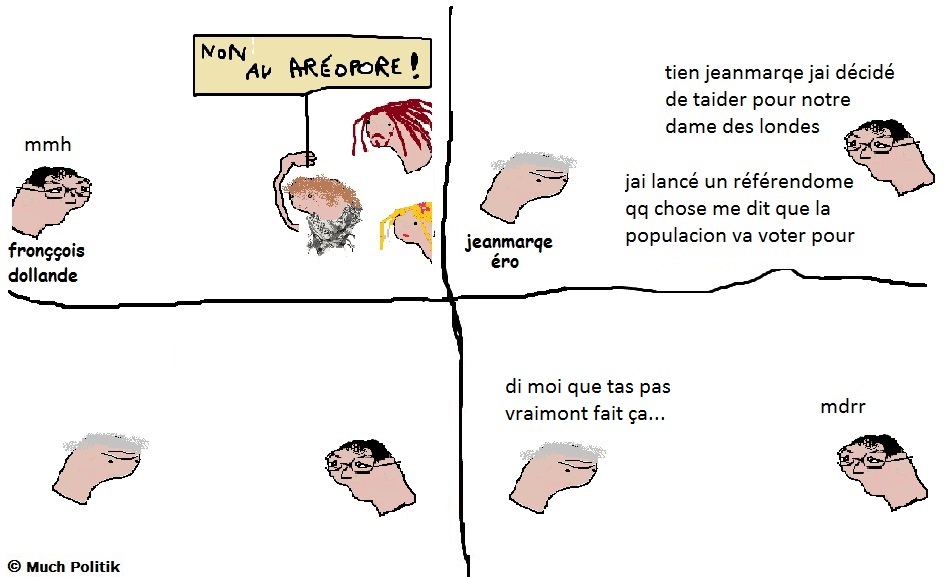 NON
AU ARÉOPORE !
mmh
fronççois
dollande
tien jeanmarqe jai décidé
de taider pour notre
dame des londes
jai lancé un référendome
qq chose me dit que la
populacion va voter pour
jeanmarqe
éro
di moi que tas pas
vraimont fait ça...
mdrr
© Much Politik